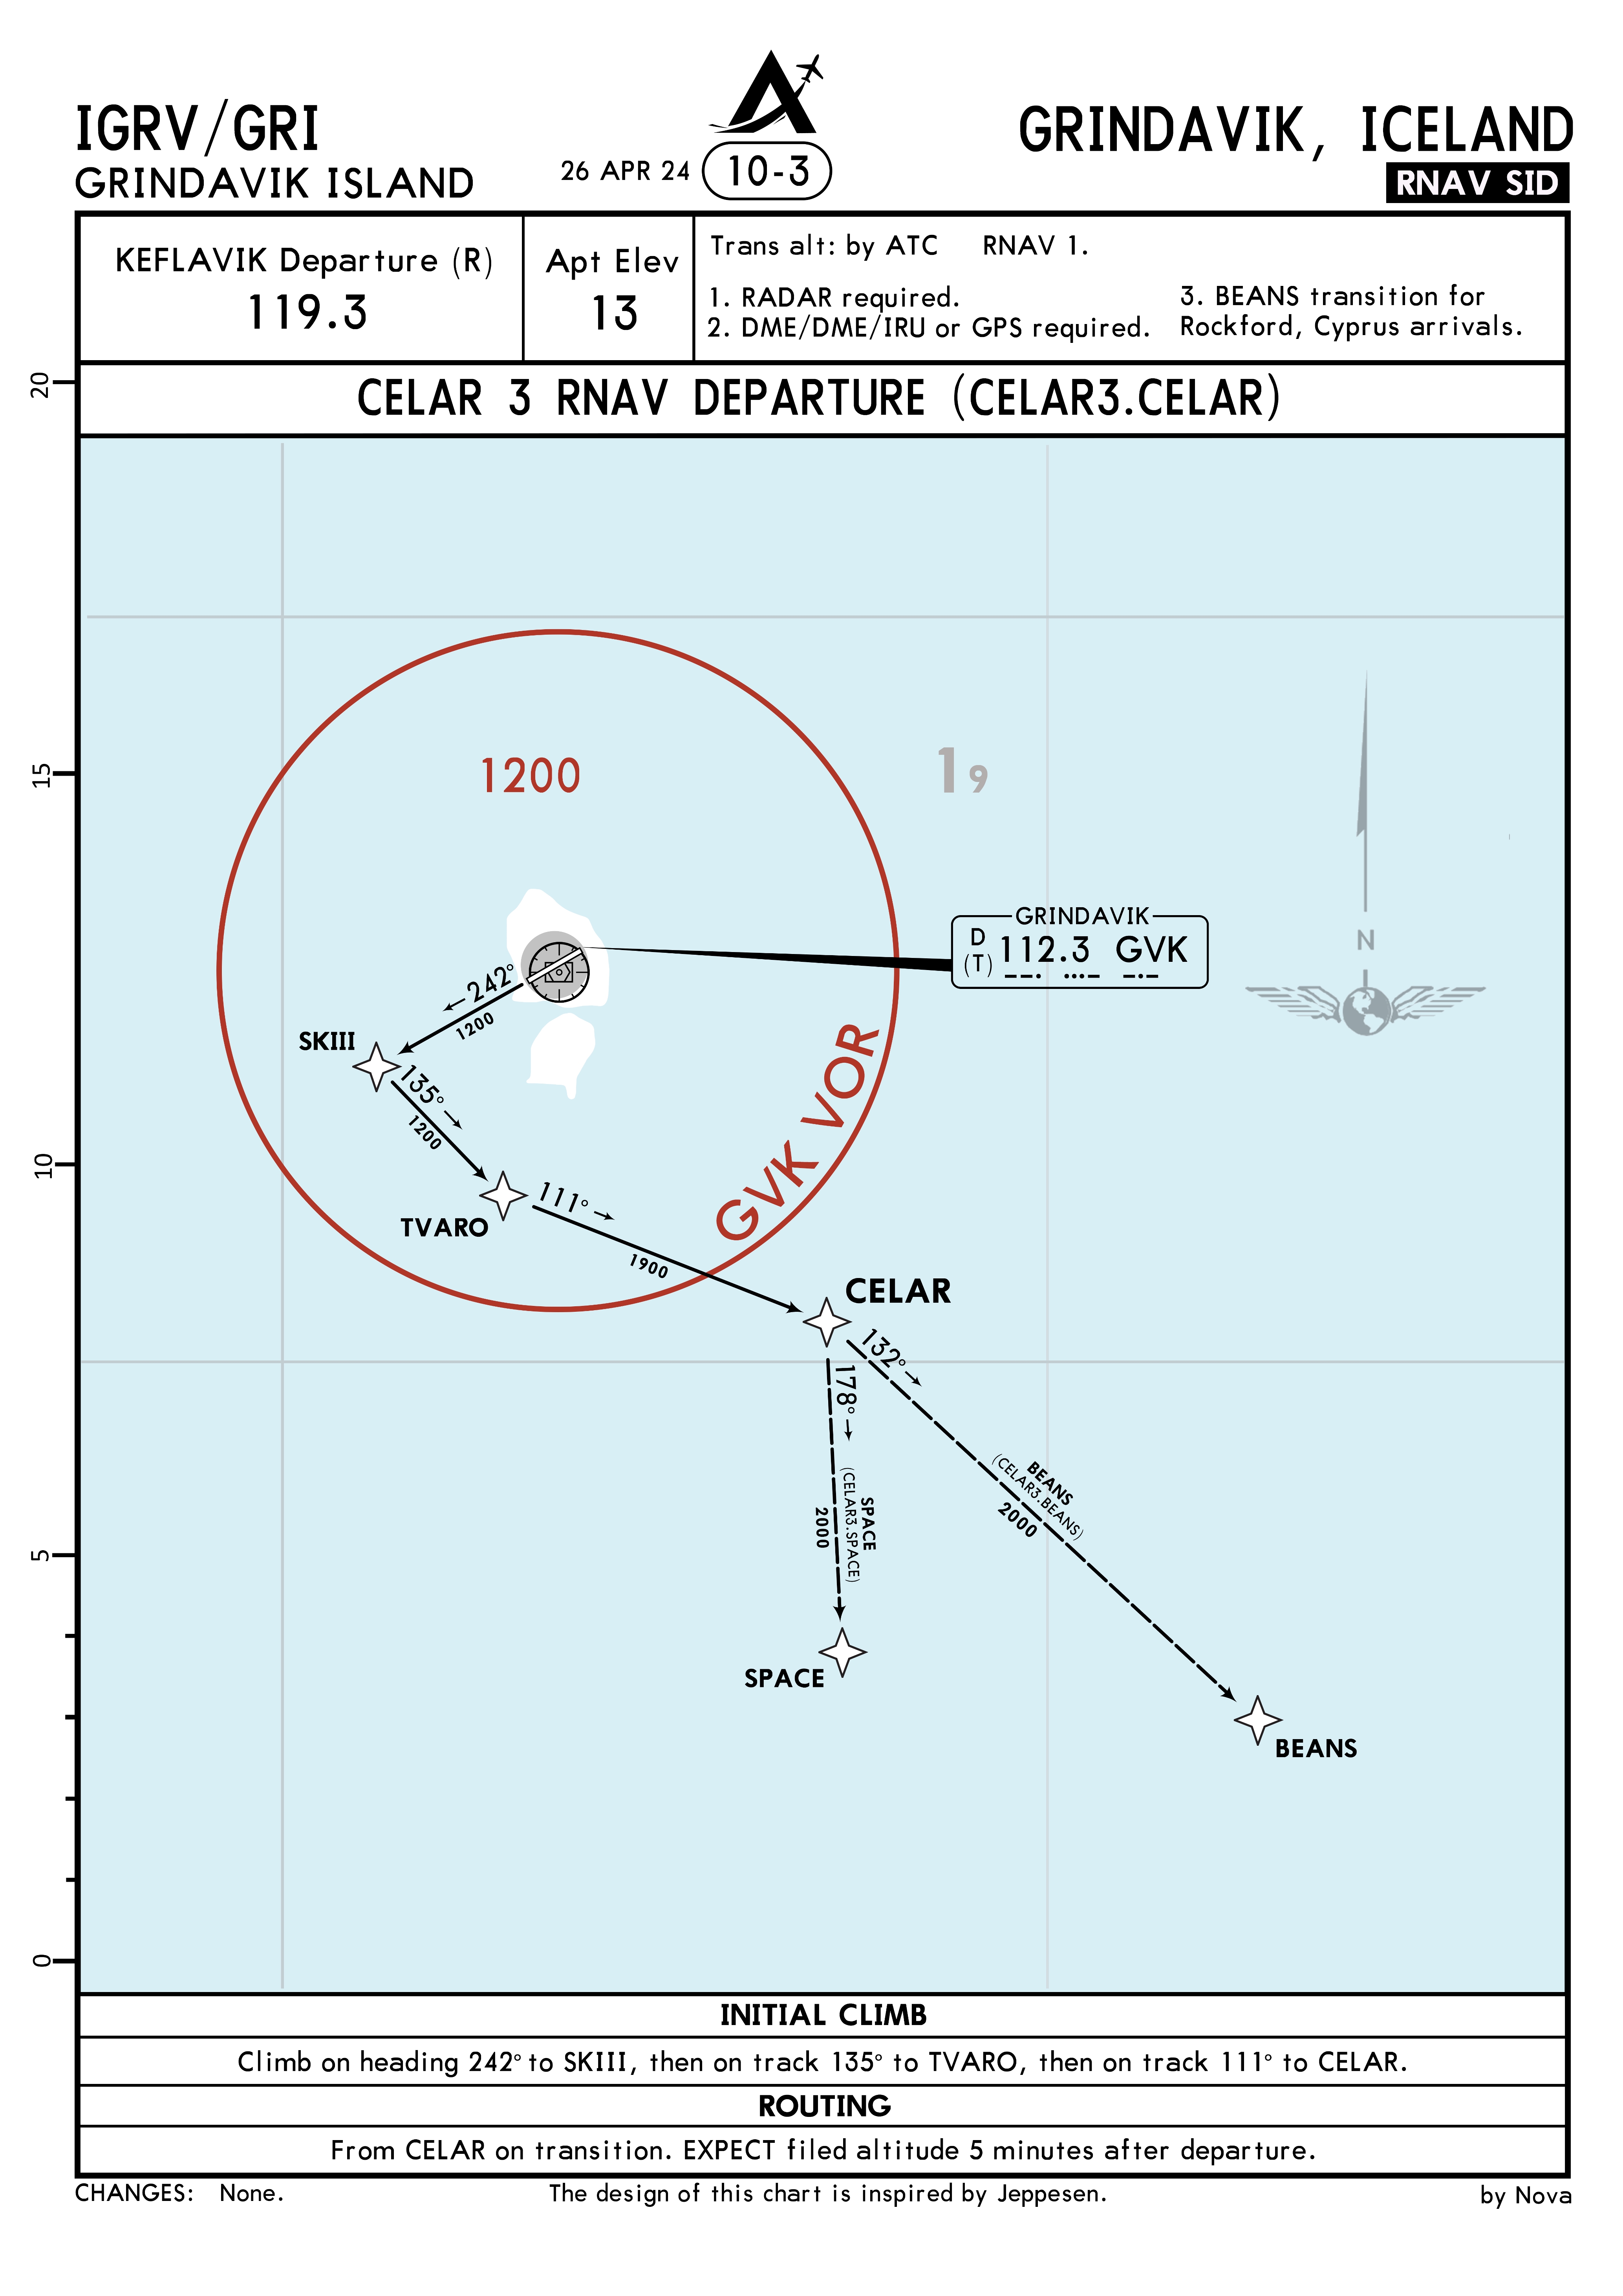 IGRV/GRI
GRINDAVIK ISLAND
26 APR 24
10-3
GRINDAVIK, ICELAND
RNAV SID
KEFLAVIK Departure (R)
119.3
Apt Elev
13
Trans alt: by ATC RNAV 1.
1. RADAR required.
2. DME/DME/IRU or GPS required.
3. BEANS transition for
Rockford, Cyprus arrivals.
CELAR 3 RNAV DEPARTURE (CELAR3.CELAR)
20
15
10
5
0
1200
19
GRINDAVIK
D
(T)
112.3 GVK
N
242°
1200
SKIII
135°
1200
GVK VOR
TVARO
111°
1900
CELAR
132°
178°
BEANS
(CELAR3.BEANS)
2000
SPACE
(CELAR3.SPACE)
2000
SPACE
BEANS
INITIAL CLIMB
Climb on heading 242° to SKIII, then on track 135° to TVARO, then on track 111° to CELAR.
ROUTING
From CELAR on transition. EXPECT filed altitude 5 minutes after departure.
CHANGES: None.
The design of this chart is inspired by Jeppesen.
by Nova